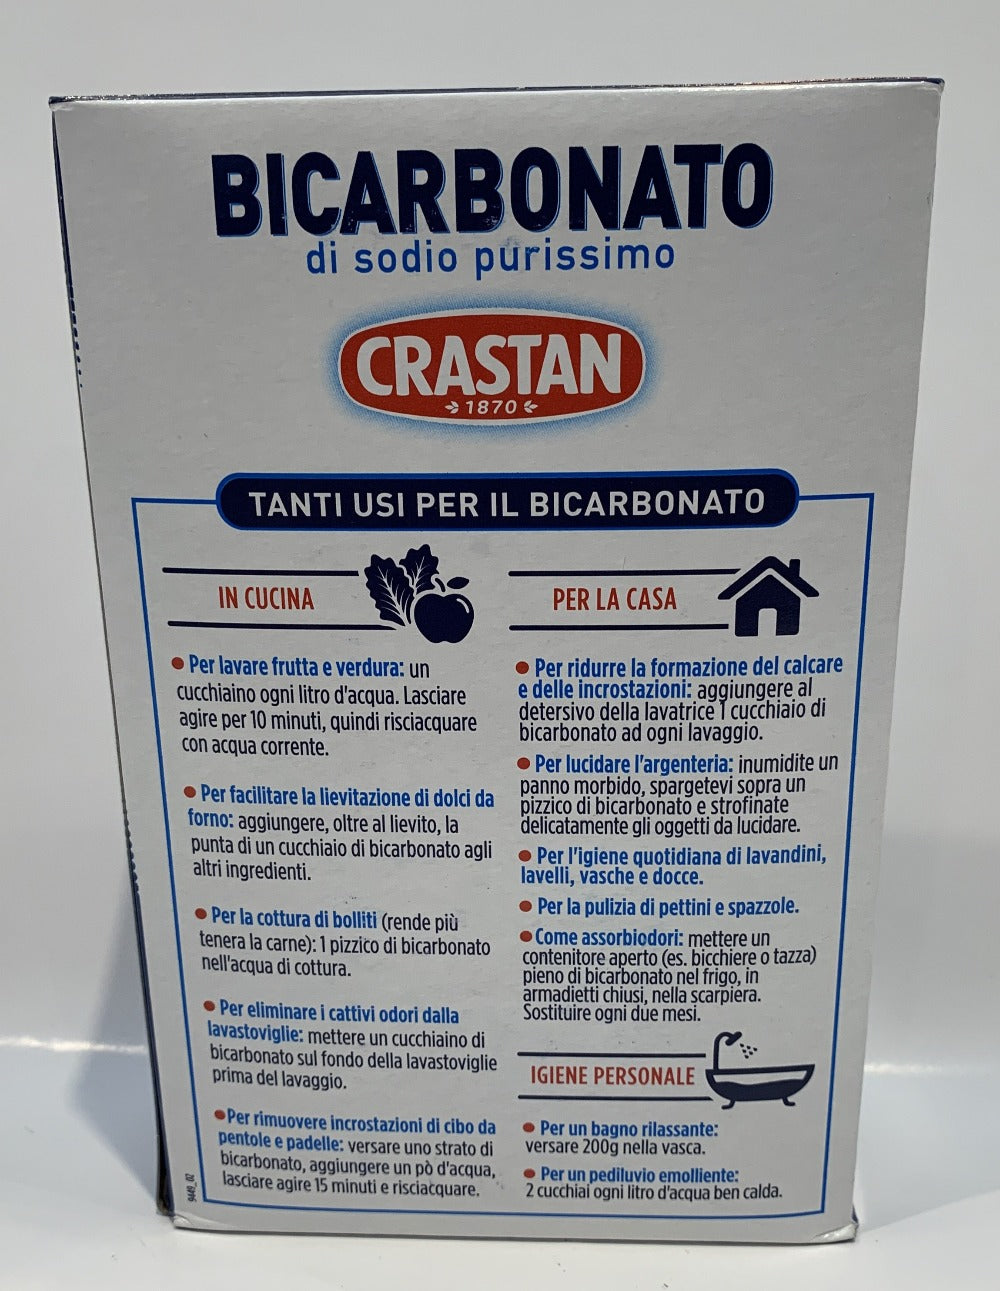 BICARBONATO
di sodio purissimo
CRASTAN
1870
TANTI USI PER IL BICARBONATO
IN CUCINA
• Per lavare frutta e verdura: un
cucchiaino ogni litro d'acqua. Lasciare
agire per 10 minuti, quindi risciacquare
con acqua corrente.
• Per facilitare la lievitazione di dolci da
forno: aggiungere, oltre al lievito, la
punta di un cucchiaio di bicarbonato agli
altri ingredienti.
• Per la cottura di bolliti (rende più
tenera la carne): 1 pizzico di bicarbonato
nell'acqua di cottura.
• Per eliminare i cattivi odori dalla
lavastoviglie: mettere un cucchiaino di
bicarbonato sul fondo della lavastoviglie
prima del lavaggio.
• Per rimuovere incrostazioni di cibo da
pentole e padelle: versare uno strato di
bicarbonato, aggiungere un pò d'acqua,
lasciare agire 15 minuti e risciacquare.
PER LA CASA
• Per ridurre la formazione del calcare
e delle incrostazioni: aggiungere al
detersivo della lavatrice 1 cucchiaio di
bicarbonato ad ogni lavaggio.
• Per lucidare l'argenteria: inumidite un
panno morbido, spargetevi sopra un
pizzico di bicarbonato e strofinate
delicatamente gli oggetti da lucidare.
• Per l'igiene quotidiana di lavandini,
lavelli, vasche e docce.
• Per la pulizia di pettini e spazzole.
• Come assorbiodori: mettere un
contenitore aperto (es. bicchiere o tazza)
pieno di bicarbonato nel frigo, in
armadietti chiusi, nella scarpiera.
Sostituire ogni due mesi.
IGIENE PERSONALE
• Per un bagno rilassante:
versare 200g nella vasca.
• Per un pediluvio emolliente:
2 cucchiai ogni litro d'acqua ben calda.
9449_02